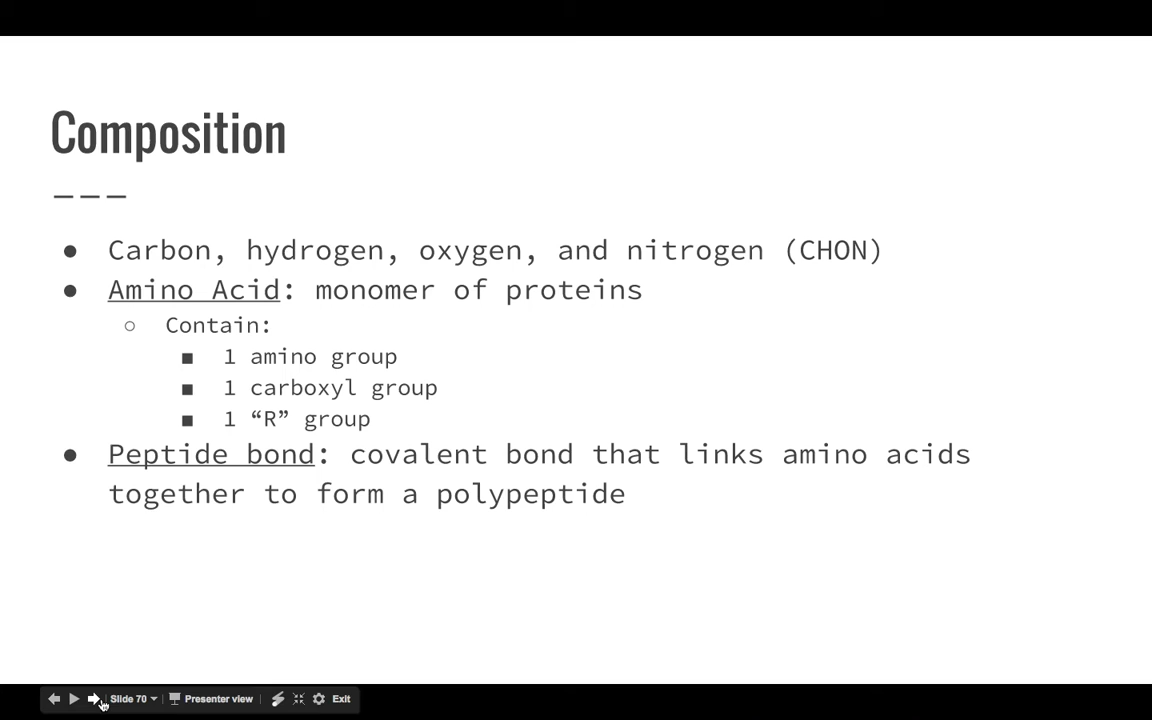 Composition
● Carbon, hydrogen, oxygen, and nitrogen (CHON)
● Amino Acid: monomer of proteins
○ Contain:
■ 1 amino group
■ 1 carboxyl group
■ 1 “R” group
● Peptide bond: covalent bond that links amino acids
together to form a polypeptide
Slide 70 Presenter view Exit